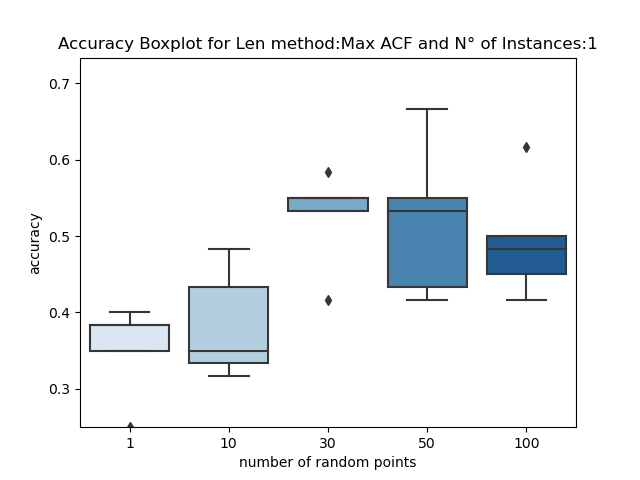 Accuracy Boxplot for Len method:Max ACF and N° of Instances:1
0.7
0.6
0.5
0.4
0.3
accuracy
1 10 30 50 100
number of random points